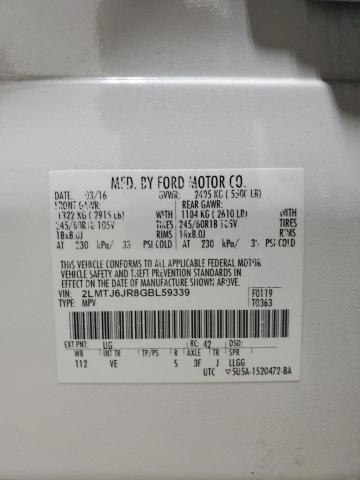 MFD. BY FORD MOTOR CO.
DATE: 03/16 GVWR: 2495 KG ( 5500 LB)
FRONT GAWR: REAR GAWR:
1322 KG ( 2915 LB) 1184 KG ( 2610 LB)
245/60R18 105V TIRES 245/60R18 105V TIRES
18x8.0J RIMS 18x8.0J RIMS
AT 230 kPa/ 33 PSI COLD AT 230 kPa/ 33 PSI COLD
THIS VEHICLE CONFORMS TO ALL APPLICABLE FEDERAL MOTOR
VEHICLE SAFETY AND THEFT PREVENTION STANDARDS IN
EFFECT ON THE DATE OF MANUFACTURE SHOWN ABOVE.
VIN: 2LMTJ6JR8GBL59339 F0119
TYPE: MPV T0363
EXT PNT: UG RC: 42 DSO:
WB INT TR TP/PS R AXLE TR SPR
112 VE S 3F J LLGG
UTC ▽5U5A-1520472-BA